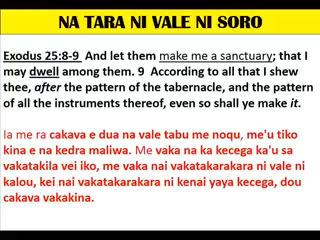 NA TARA NI VALE NI SORO
Exodus 25:8-9 And let them make me a sanctuary; that I
may dwell among them. 9 According to all that I shew
thee, after the pattern of the tabernacle, and the pattern
of all the instruments thereof, even so shall ye make it.
Ia me ra cakava e dua na vale tabu me noqu, me'u tiko
kina e na kedra maliwa. Me vaka na ka kecega ka'u sa
vakatakila vei iko, me vaka nai vakatakarakara ni vale ni
kalou, kei nai vakatakarakara ni kenai yaya kecega, dou
cakava vakakina.